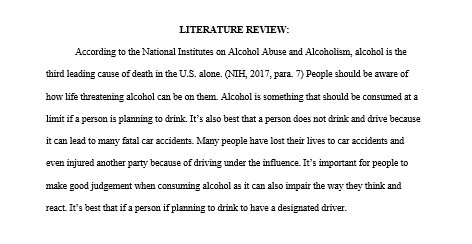 LITERATURE REVIEW:
According to the National Institutes on Alcohol Abuse and Alcoholism, alcohol is the
third leading cause of death in the U.S. alone. (NIH, 2017, para. 7) People should be aware of
how life threatening alcohol can be on them. Alcohol is something that should be consumed at a
limit if a person is planning to drink. It's also best that a person does not drink and drive because
it can lead to many fatal car accidents. Many people have lost their lives to car accidents and
even injured another party because of driving under the influence. It's important for people to
make good judgement when consuming alcohol as it can also impair the way they think and
react. It's best that if a person if planning to drink to have a designated driver.